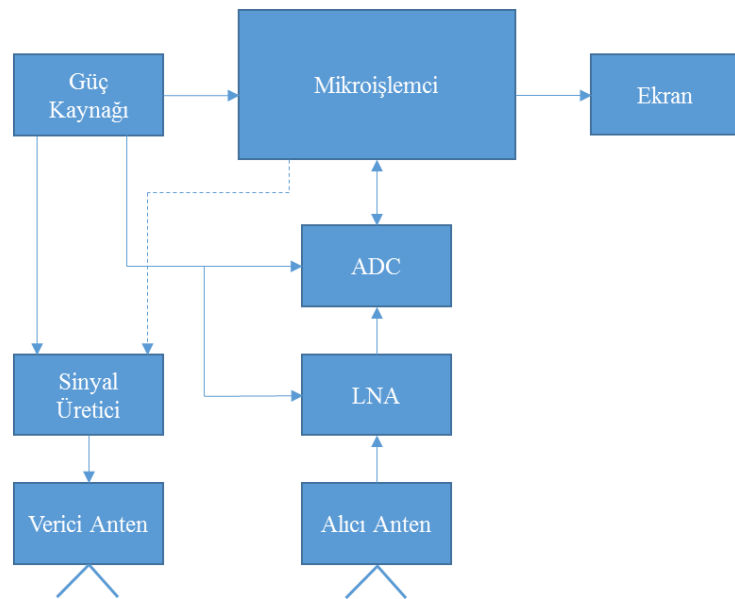 Güç
Kaynağı
Mikroişlemci
Ekran
ADC
Sinyal
Üretici
LNA
Verici Anten
Alıcı Anten